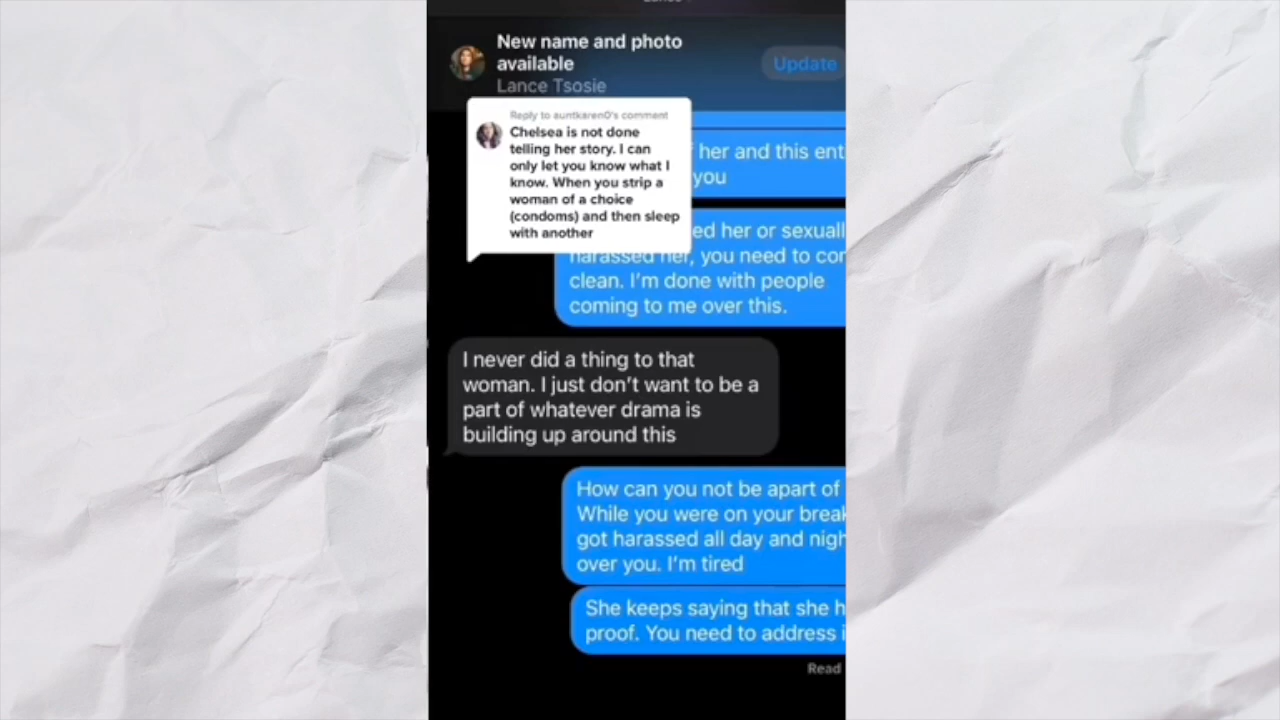 New name and photo
available
Lance Tsosie
Update
Reply to auntkaren0's comment
Chelsea is not done
telling her story. I can
only let you know what I
know. When you strip a
woman of a choice
(condoms) and then sleep
with another
her and this ent
you
ed her or sexuall
harassed her, you need to cor
clean. I'm done with people
coming to me over this.
I never did a thing to that
woman. I just don't want to be a
part of whatever drama is
building up around this
How can you not be apart of
While you were on your break
got harassed all day and nigh
over you. I'm tired
She keeps saying that she h
proof. You need to address i
Read